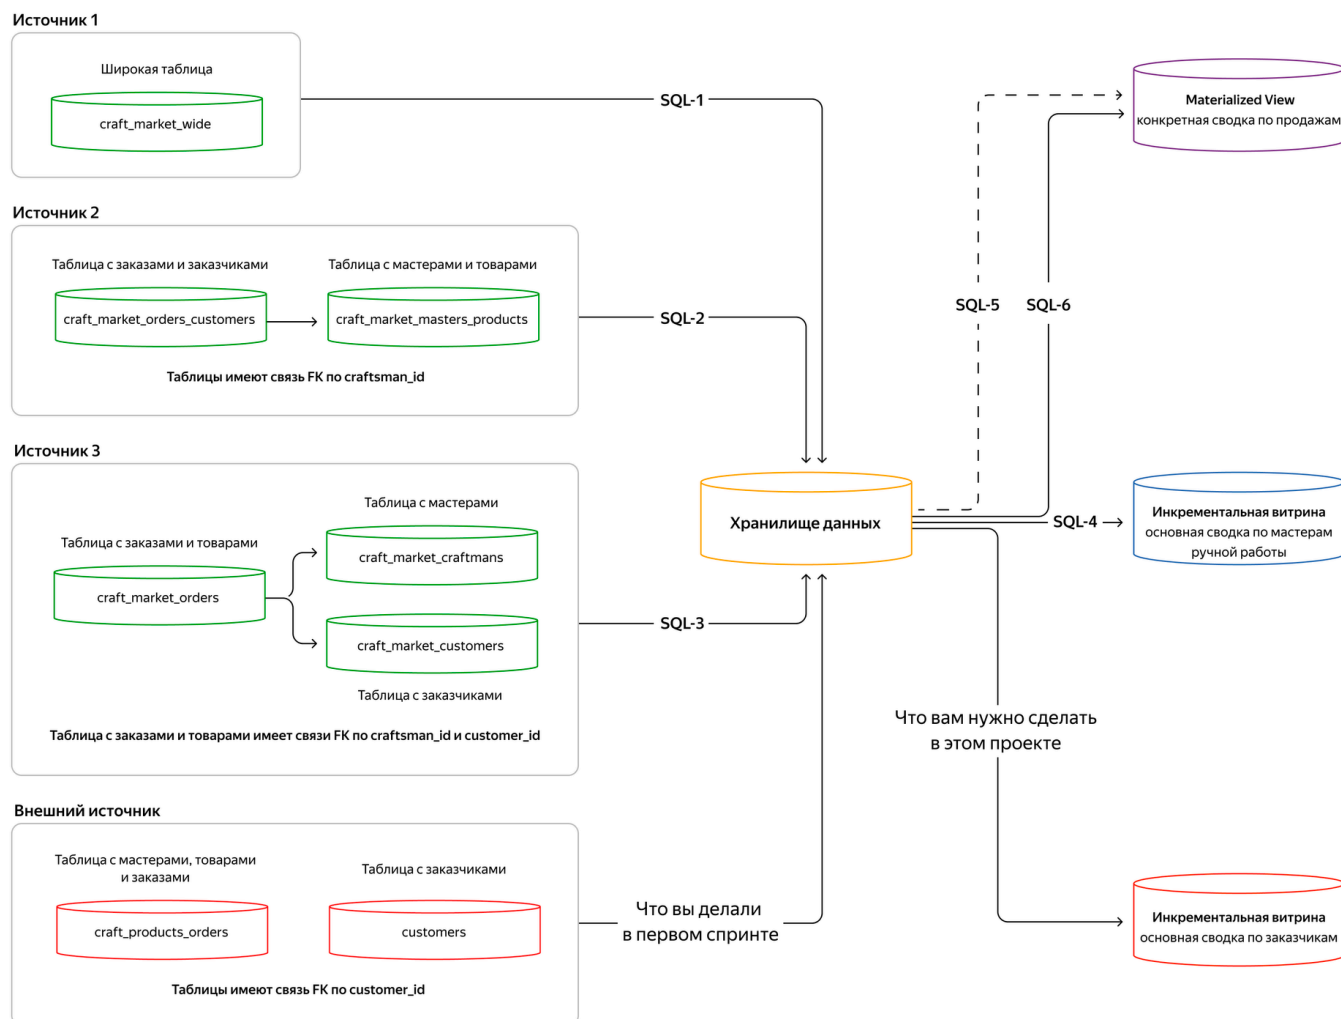 Источник 1
Широкая таблица
craft_market_wide
SQL-1
Materialized View
конкретная сводка по продажам
Источник 2
Таблица с заказами и заказчиками
Таблица с мастерами и товарами
craft_market_orders_customers
craft_market_masters_products
Таблицы имеют связь FK по craftsman_id
SQL-2
SQL-5
SQL-6
Источник 3
Таблица с мастерами
Таблица с заказами и товарами
craft_market_craftmans
craft_market_orders
craft_market_customers
Таблица с заказчиками
Таблица с заказами и товарами имеет связи FK по craftsman_id и customer_id
SQL-3
Хранилище данных
SQL-4
Инкрементальная витрина
основная сводка по мастерам
ручной работы
Что вам нужно сделать
в этом проекте
Внешний источник
Таблица с мастерами, товарами
и заказами
Таблица с заказчиками
craft_products_orders
customers
Таблицы имеют связь FK по customer_id
Что вы делали
в первом спринте
Инкрементальная витрина
основная сводка по заказчикам